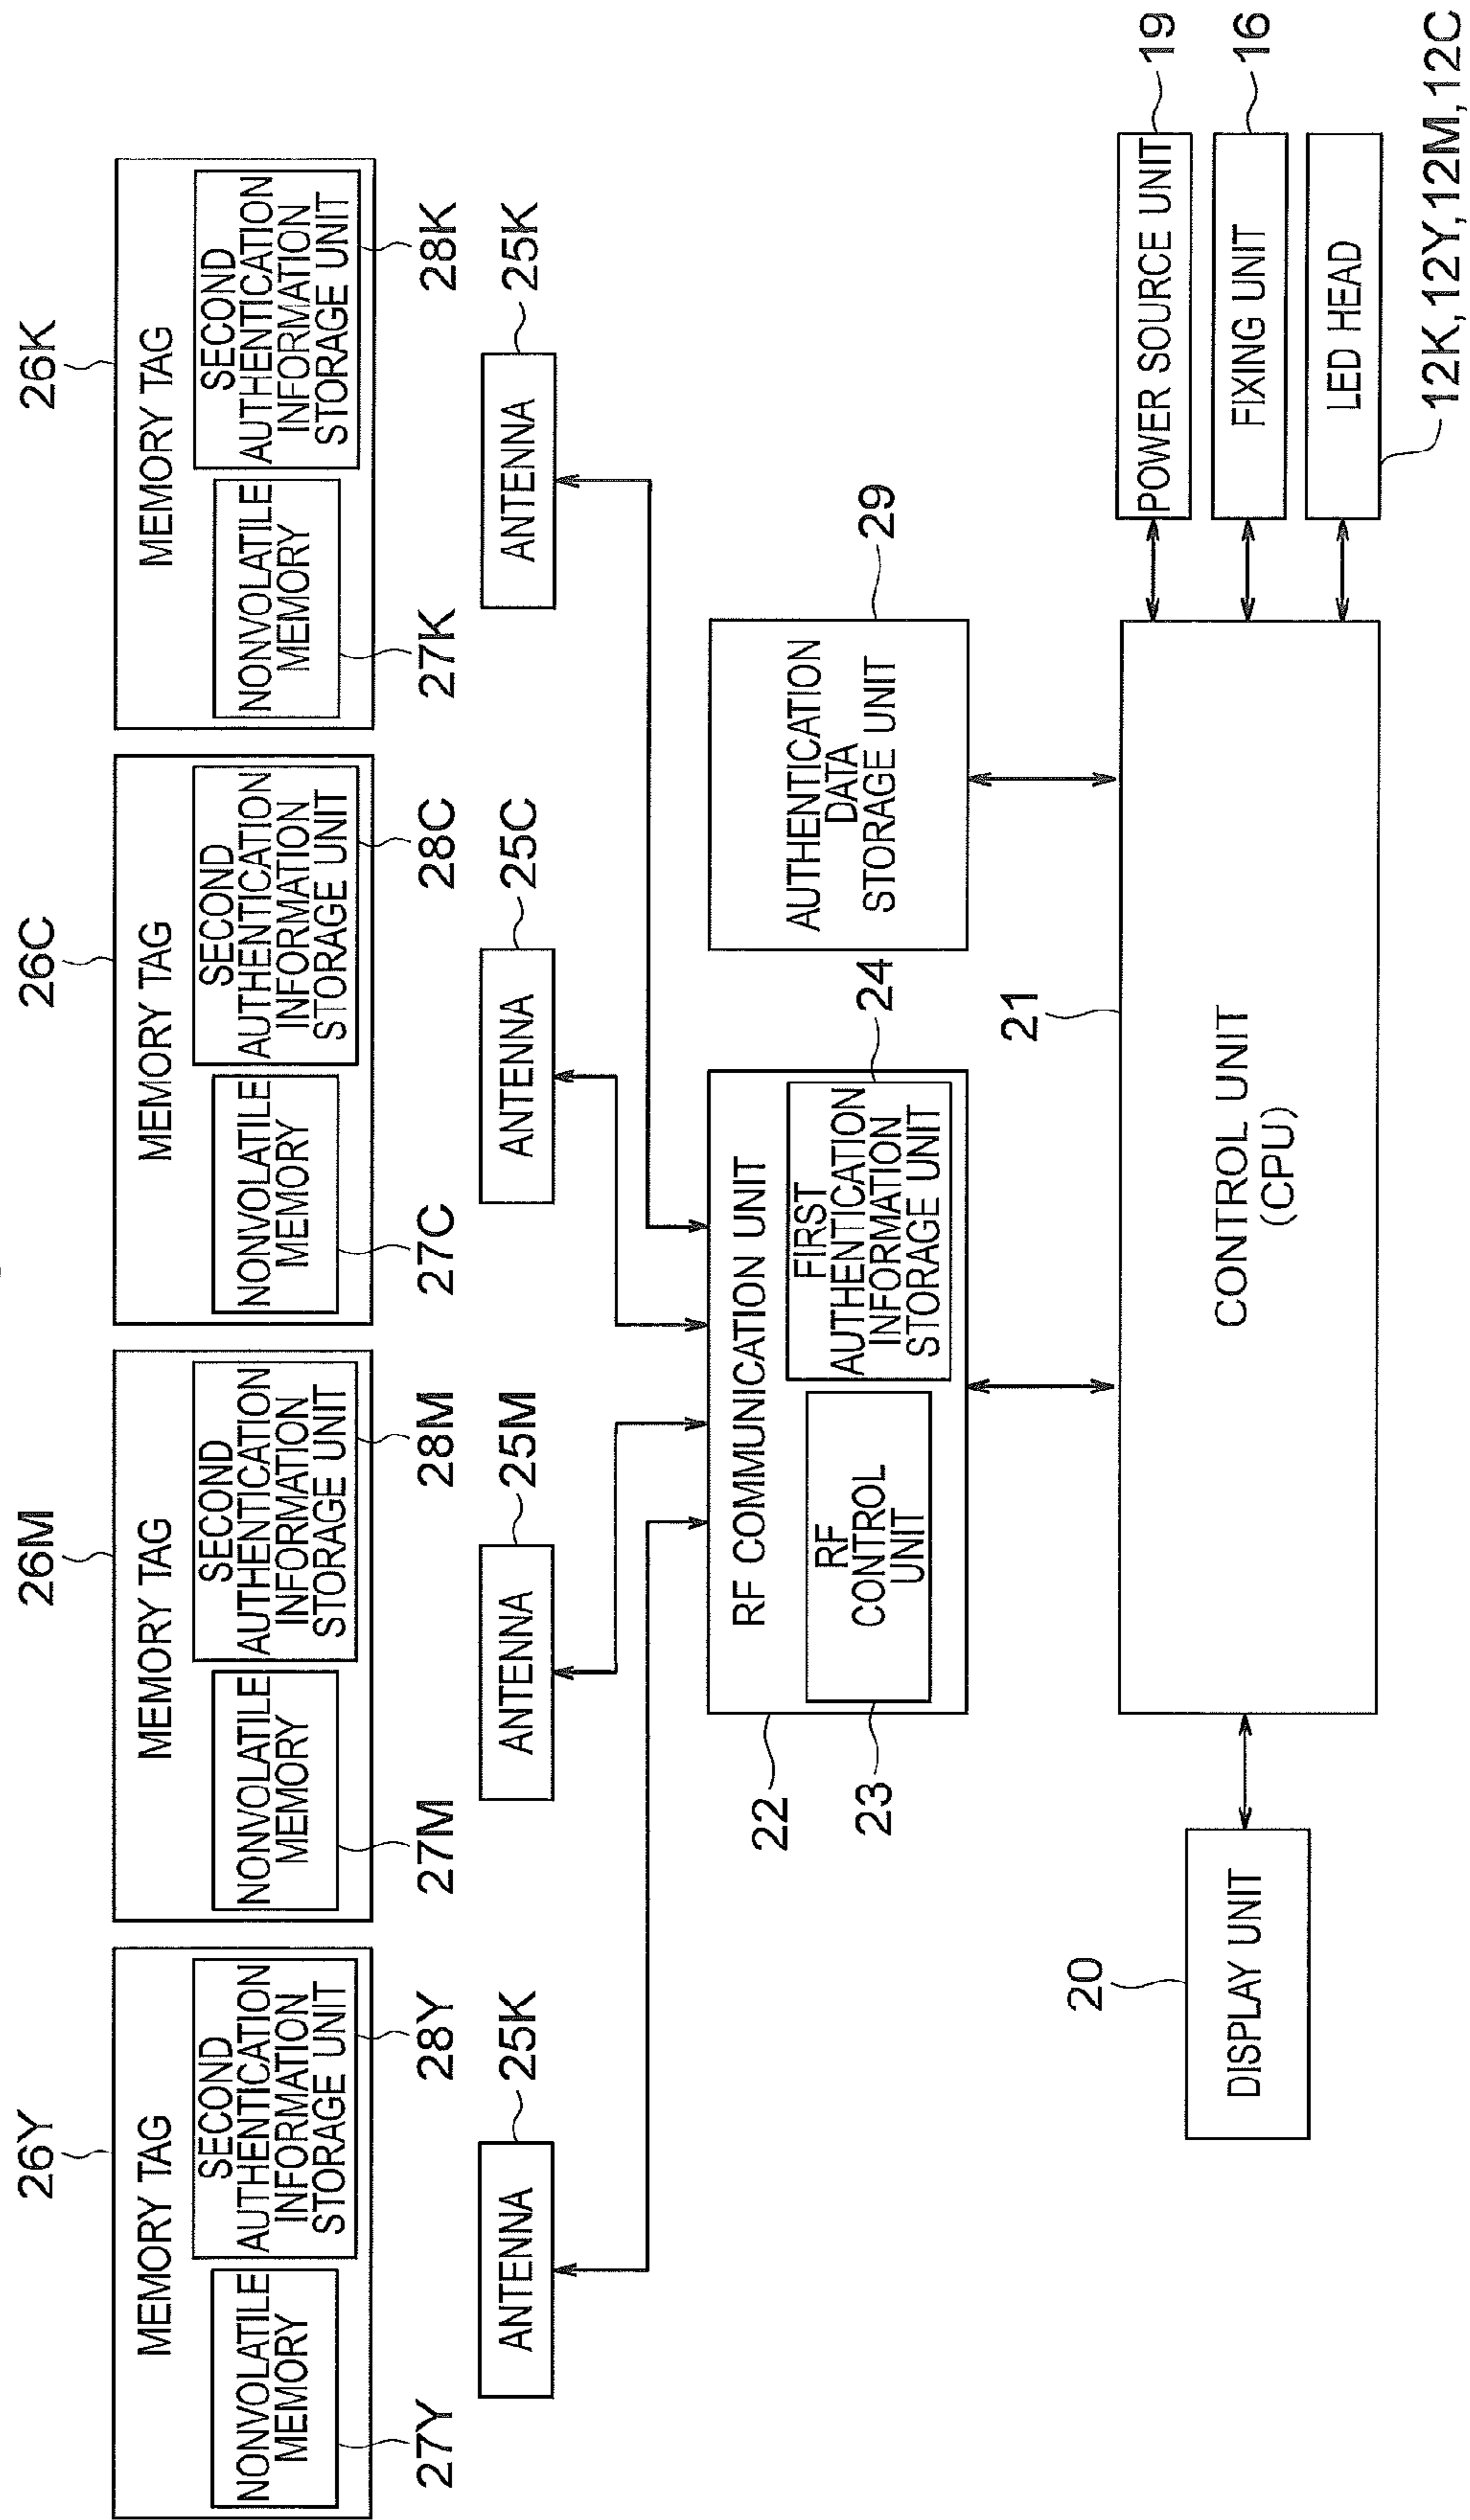 26Y
26M
26C
26K
MEMORY TAG
NONVOLATILE
MEMORY
SECOND
AUTHENTICATION
INFORMATION
STORAGE UNIT
MEMORY TAG
NONVOLATILE
MEMORY
SECOND
AUTHENTICATION
INFORMATION
STORAGE UNIT
MEMORY TAG
NONVOLATILE
MEMORY
SECOND
AUTHENTICATION
INFORMATION
STORAGE UNIT
MEMORY TAG
NONVOLATILE
MEMORY
SECOND
AUTHENTICATION
INFORMATION
STORAGE UNIT
27Y
28Y
27M
28M
27C
28C
27K
28K
25K
25M
25C
25K
ANTENNA
ANTENNA
ANTENNA
ANTENNA
22
RF COMMUNICATION UNIT
RF
CONTROL
UNIT
FIRST
AUTHENTICATION
INFORMATION
STORAGE UNIT
23
24
AUTHENTICATION
DATA
STORAGE UNIT
29
21
20
DISPLAY UNIT
CONTROL UNIT
(CPU)
POWER SOURCE UNIT
19
FIXING UNIT
16
LED HEAD
12K,12Y,12M,12C